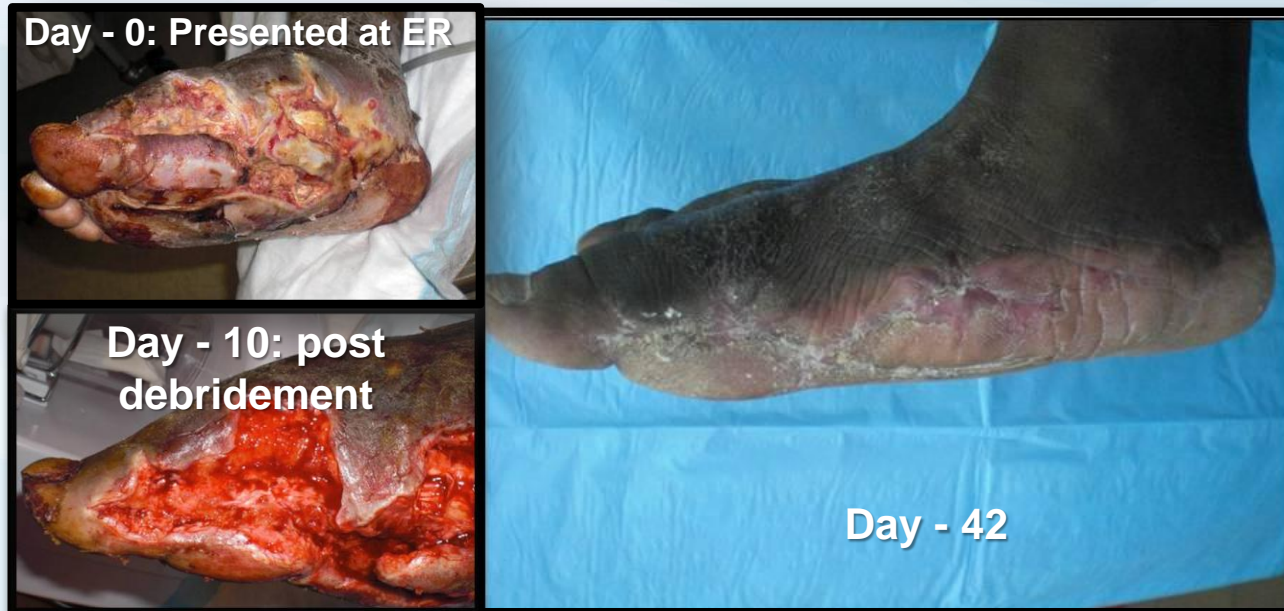 Day - 0: Presented at ER
Day - 10: post
debridement
Day - 42